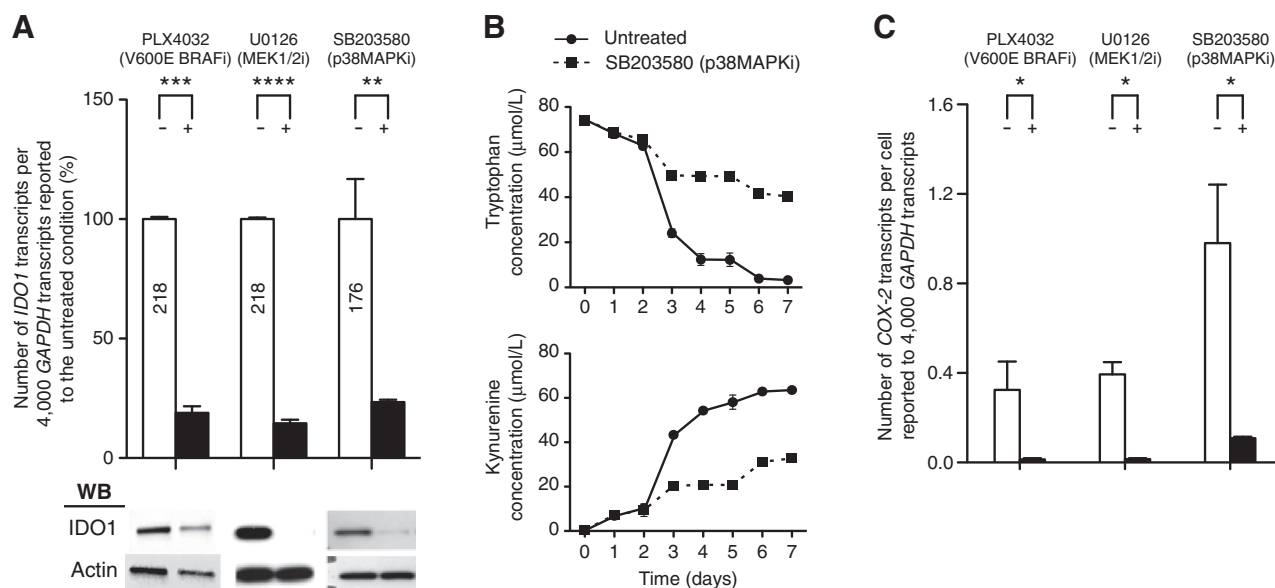 A
PLX4032
(V600E BRAFi)
U0126
(MEK1/2i)
SB203580
(p38MAPKi)
*** **** **
- + - + - +
150
100
50
0
Number of IDO1 transcripts per
4,000 GAPDH transcripts reported
to the untreated condition (%)
218
218
176
WB
IDO1
Actin
B
Untreated
SB203580 (p38MAPKi)
80
60
40
20
0
Tryptophan
concentration (μmol/L)
0 1 2 3 4 5 6 7
80
60
40
20
0
Kynurenine
concentration (μmol/L)
0 1 2 3 4 5 6 7
Time (days)
C
PLX4032
(V600E BRAFi)
U0126
(MEK1/2i)
SB203580
(p38MAPKi)
* * *
- + - + - +
1.6
1.2
0.8
0.4
0.0
Number of COX-2 transcripts per cell
reported to 4,000 GAPDH transcripts